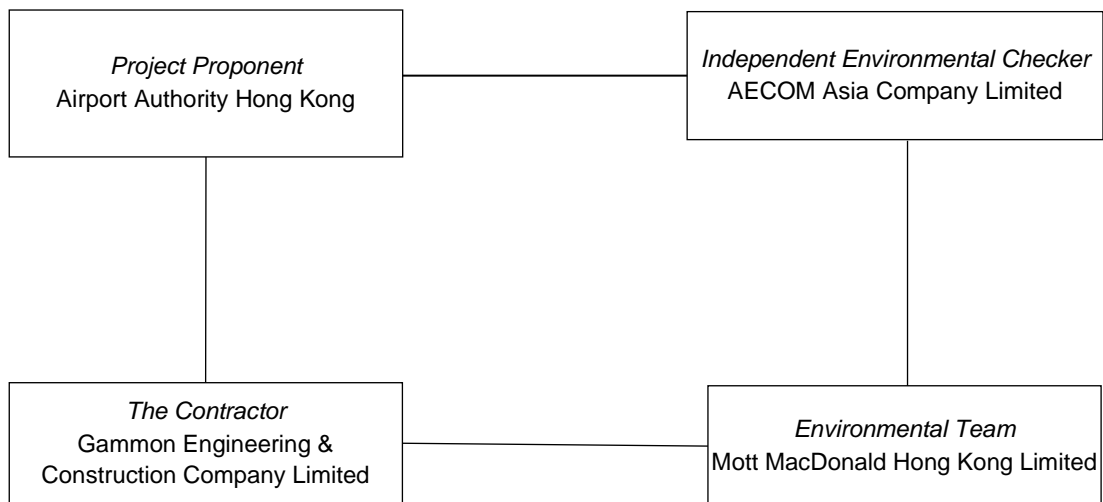 Project Proponent
Airport Authority Hong Kong
Independent Environmental Checker
AECOM Asia Company Limited
The Contractor
Gammon Engineering &
Construction Company Limited
Environmental Team
Mott MacDonald Hong Kong Limited